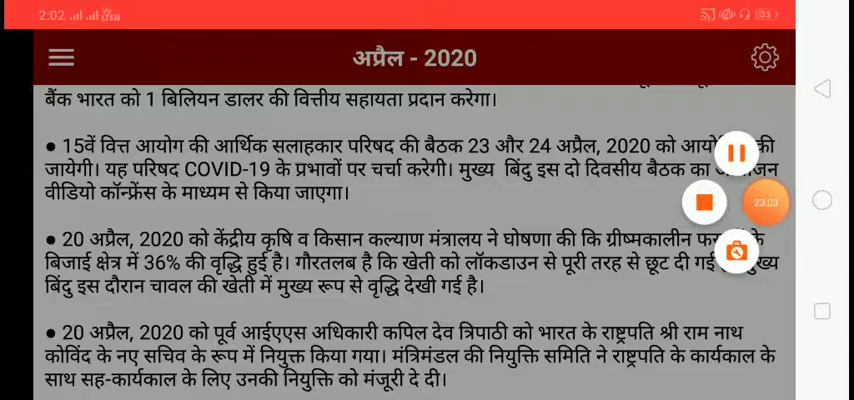 2:02
अप्रैल - 2020
बैंक भारत को 1 बिलियन डालर की वित्तीय सहायता प्रदान करेगा।
● 15वें वित्त आयोग की आर्थिक सलाहकार परिषद की बैठक 23 और 24 अप्रैल, 2020 को की
जायेगी। यह परिषद COVID-19 के प्रभावों पर चर्चा करेगी। मुख्य बिंदु इस दो दिवसीय बैठक का
वीडियो कॉन्फ्रेंस के माध्यम से किया जाएगा।
23:03
● 20 अप्रैल, 2020 को केंद्रीय कृषि व किसान कल्याण मंत्रालय ने घोषणा की कि ग्रीष्मकालीन के
बिजाई क्षेत्र में 36% की वृद्धि हुई है। गौरतलब है कि खेती को लॉकडाउन से पूरी तरह से छूट दी गई
बिंदु इस दौरान चावल की खेती में मुख्य रूप से वृद्धि देखी गई है।
● 20 अप्रैल, 2020 को पूर्व आईएएस अधिकारी कपिल देव त्रिपाठी को भारत के राष्ट्रपति श्री राम नाथ
कोविंद के नए सचिव के रूप में नियुक्त किया गया। मंत्रिमंडल की नियुक्ति समिति ने राष्ट्रपति के कार्यकाल के
साथ सह-कार्यकाल के लिए उनकी नियुक्ति को मंजूरी दे दी।